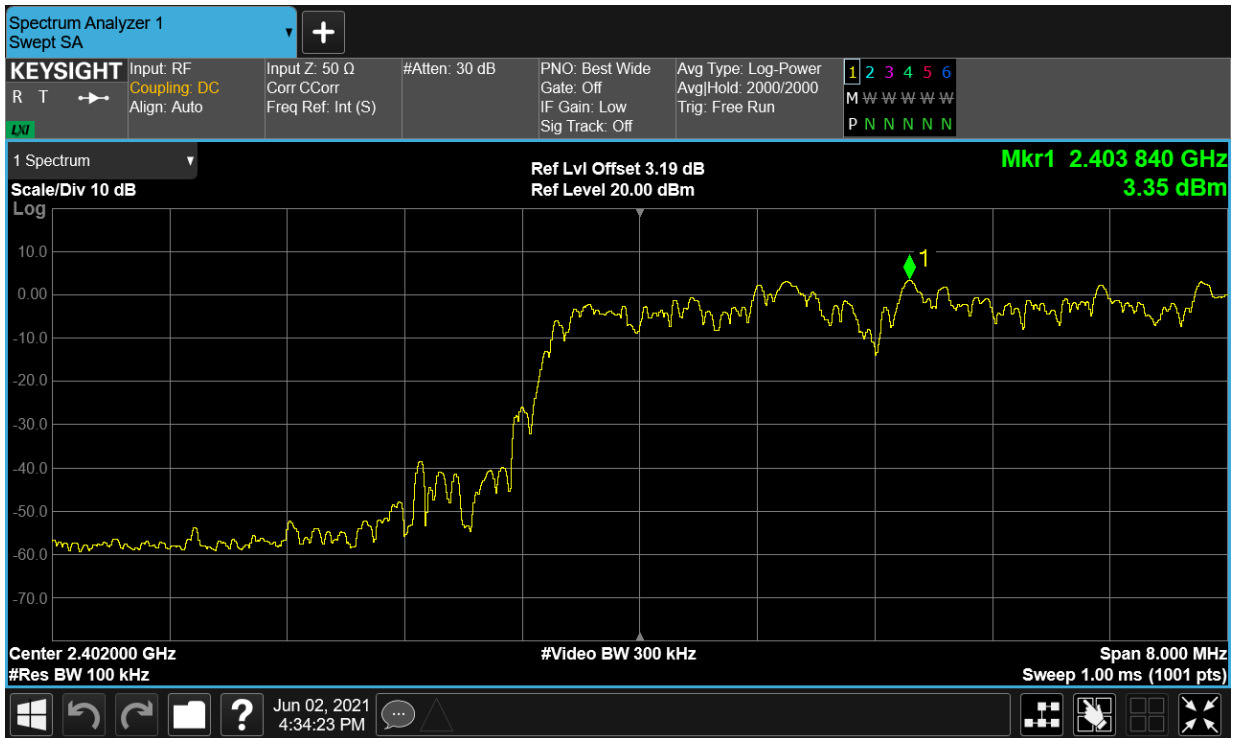 Spectrum Analyzer 1
Swept SA
KEYSIGHT
R T
LXI
Input: RF
Coupling: DC
Align: Auto
Input Z: 50 Ω
Corr CCorr
Freq Ref: Int (S)
#Atten: 30 dB
PNO: Best Wide
Gate: Off
IF Gain: Low
Sig Track: Off
Avg Type: Log-Power
Avg|Hold: 2000/2000
Trig: Free Run
1 2 3 4 5 6
M W W W W W
P N N N N N
1 Spectrum
Scale/Div 10 dB
Log
Ref Lvl Offset 3.19 dB
Ref Level 20.00 dBm
Mkr1 2.403 840 GHz
3.35 dBm
1
10.0
0.00
-10.0
-20.0
-30.0
-40.0
-50.0
-60.0
-70.0
Center 2.402000 GHz
#Res BW 100 kHz
#Video BW 300 kHz
Span 8.000 MHz
Sweep 1.00 ms (1001 pts)
?
Jun 02, 2021
4:34:23 PM